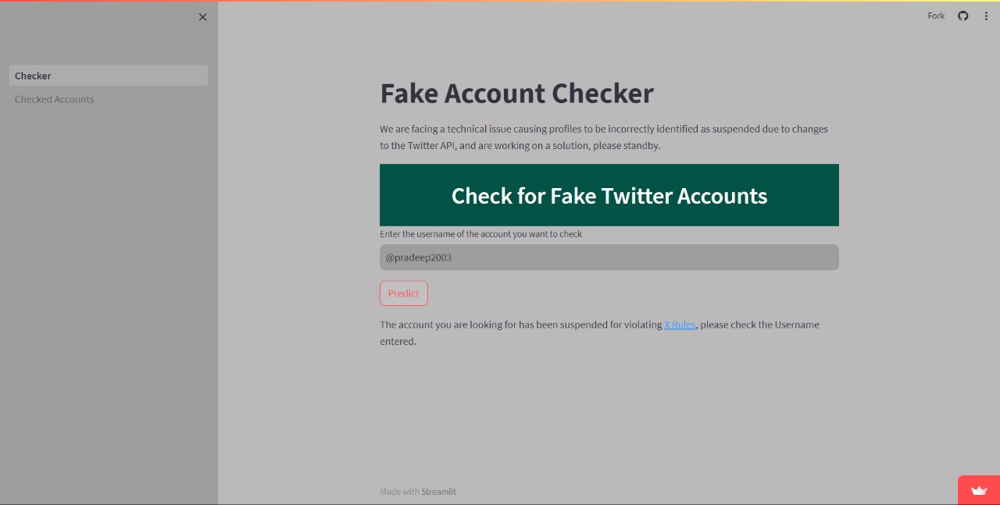 Fork
Checker
Checked Accounts
Fake Account Checker
We are facing a technical issue causing profiles to be incorrectly identified as suspended due to changes
to the Twitter API, and are working on a solution, please standby.
Check for Fake Twitter Accounts
Enter the username of the account you want to check
@pradeep2003
Predict
The account you are looking for has been suspended for violating X Rules, please check the Username
entered.
Made with Streamlit